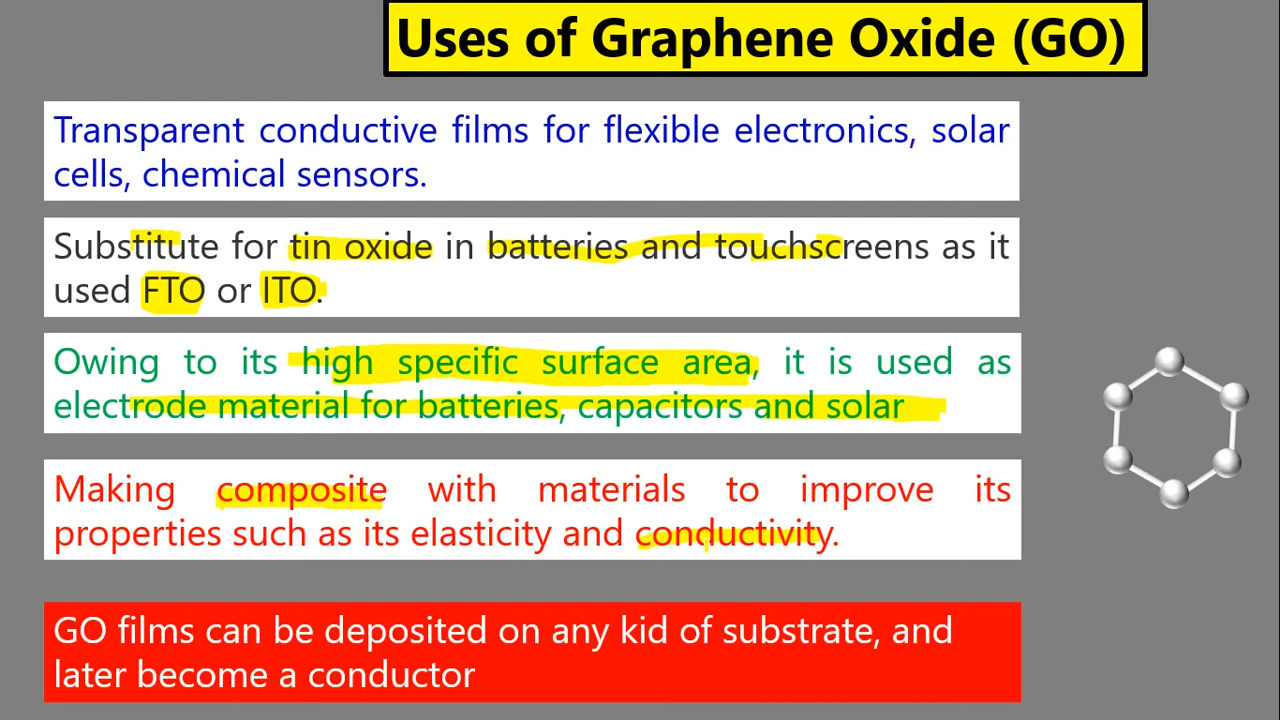 Uses of Graphene Oxide (GO)
Transparent conductive films for flexible electronics, solar
cells, chemical sensors.
Substitute for tin oxide in batteries and touchscreens as it
used FTO or ITO.
Owing to its high specific surface area, it is used as
electrode material for batteries, capacitors and solar
Making composite with materials to improve its
properties such as its elasticity and conductivity.
GO films can be deposited on any kid of substrate, and
later become a conductor